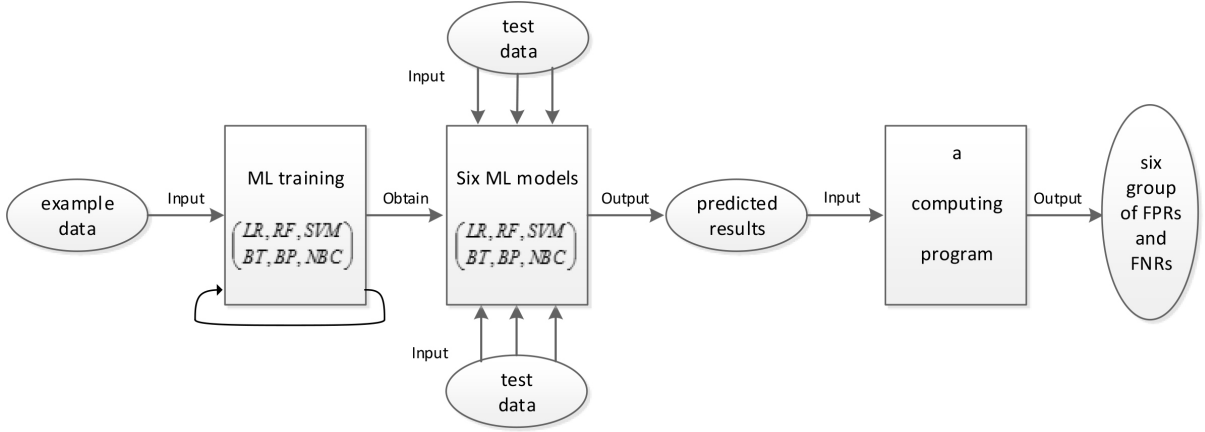 test
data
Input
example
data
Input
ML training
(LR, RF, SVM
BT, BP, NBC)
Obtain
Six ML models
(LR, RF, SVM
BT, BP, NBC)
Output
predicted
results
Input
a
computing
program
Output
six
group
of FPRs
and
FNRs
Input
test
data